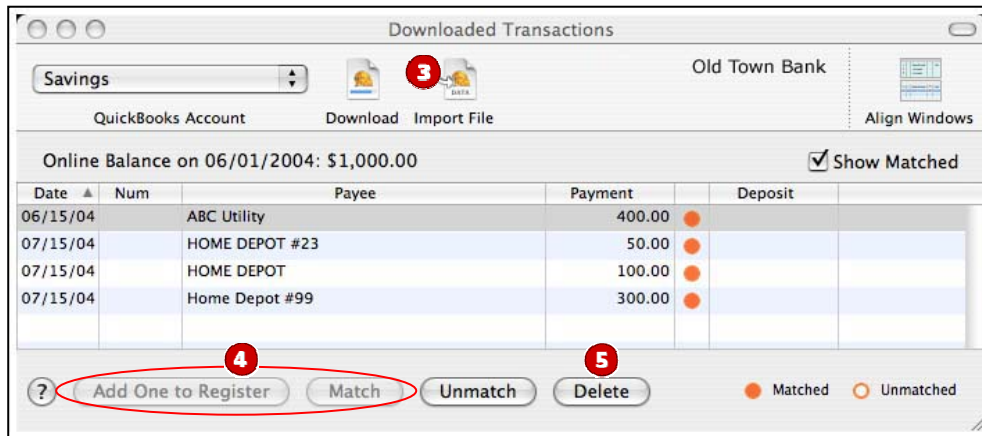 Downloaded Transactions
Savings
3
DATA
Old Town Bank
QuickBooks Account Download Import File Align Windows
Online Balance on 06/01/2004: $1,000.00 Show Matched
Date Num Payee Payment Deposit
06/15/04 ABC Utility 400.00
07/15/04 HOME DEPOT #23 50.00
07/15/04 HOME DEPOT 100.00
07/15/04 Home Depot #99 300.00
4 5
? Add One to Register Match Unmatch Delete Matched Unmatched